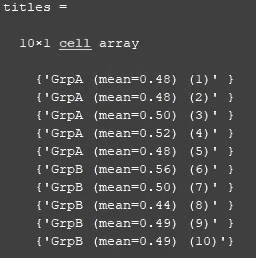 titles =
10×1 cell array
{'GrpA (mean=0.48) (1)' }
{'GrpA (mean=0.48) (2)' }
{'GrpA (mean=0.50) (3)' }
{'GrpA (mean=0.52) (4)' }
{'GrpA (mean=0.48) (5)' }
{'GrpB (mean=0.56) (6)' }
{'GrpB (mean=0.50) (7)' }
{'GrpB (mean=0.44) (8)' }
{'GrpB (mean=0.49) (9)' }
{'GrpB (mean=0.49) (10)'}